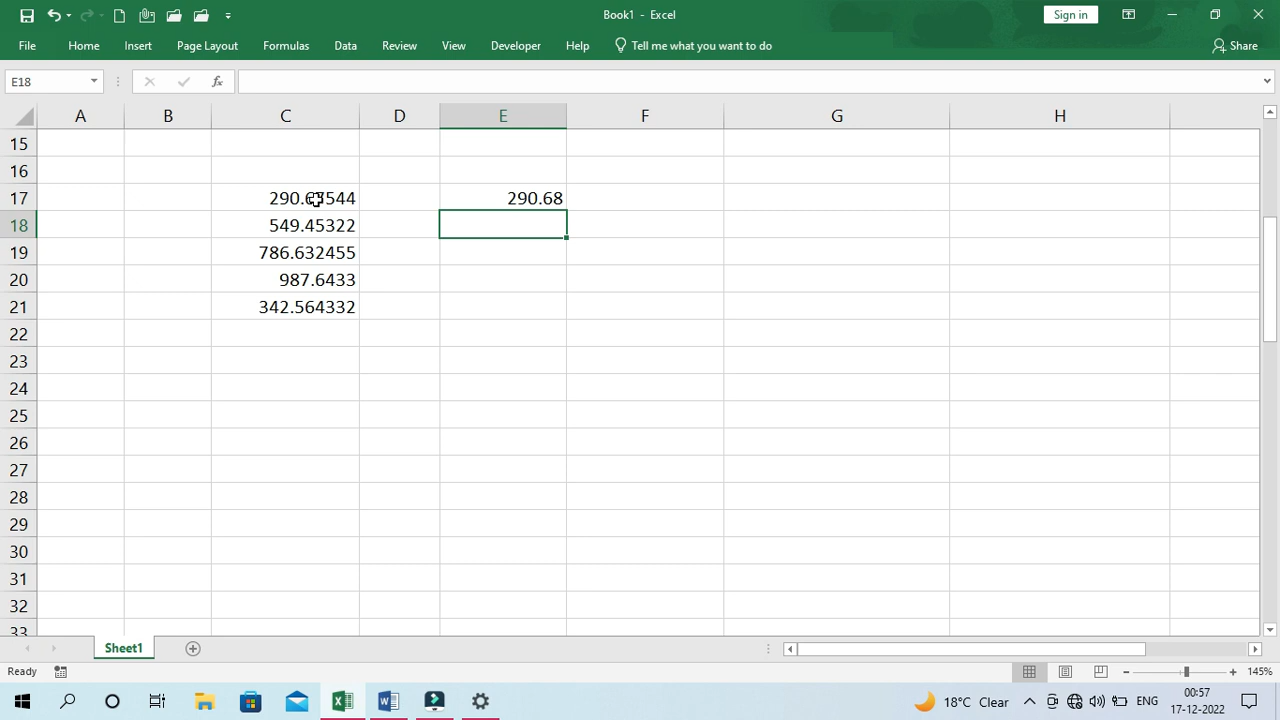 Book1 - Excel
Sign in
File Home Insert Page Layout Formulas Data Review View Developer Help Tell me what you want to do Share
E18 fx
A B C D E F G H
15
16
17 290.67544 290.68
18 549.45322
19 786.632455
20 987.6433
21 342.564332
22
23
24
25
26
27
28
29
30
31
32
33
Sheet1
Ready 145%
18°C Clear ENG 00:57
17-12-2022